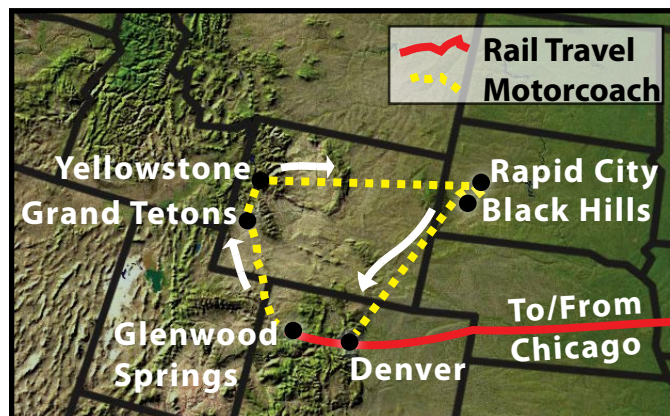 Rail Travel
Motorcoach
Yellowstone
Rapid City
Grand Tetons
Black Hills
To/From
Chicago
Glenwood
Springs
Denver